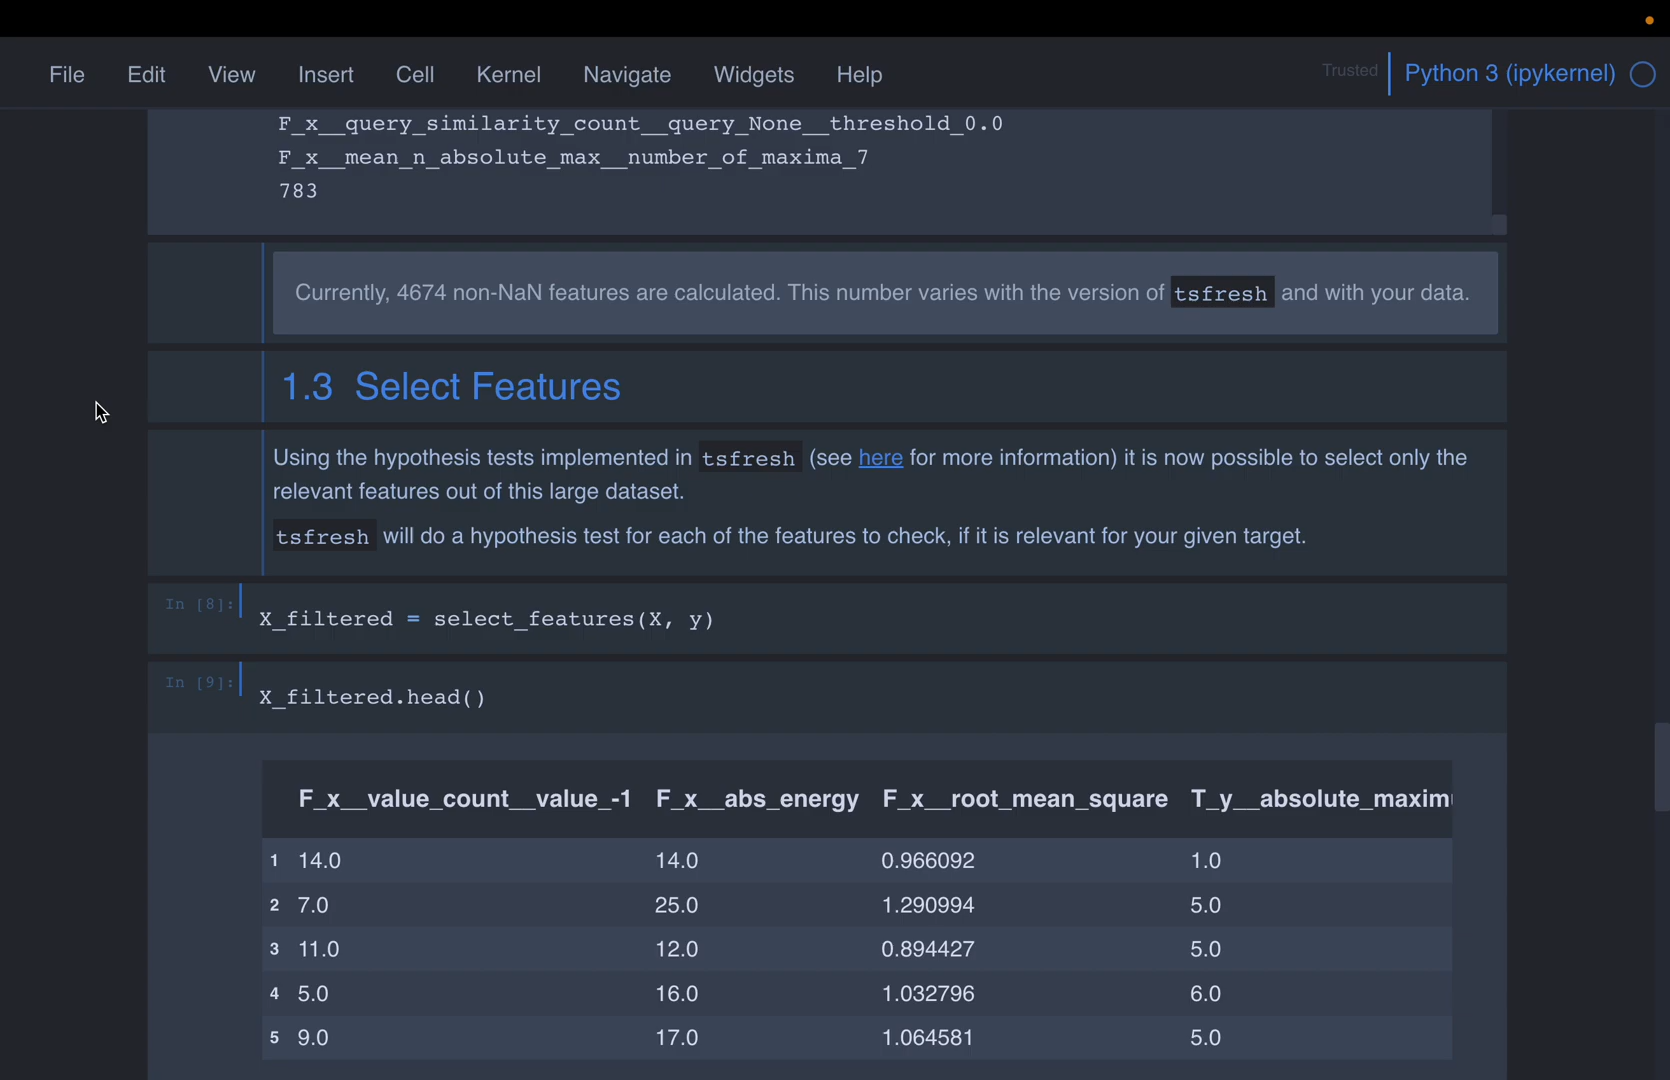 File Edit View Insert Cell Kernel Navigate Widgets Help Trusted Python 3 (ipykernel)
F_x__query_similarity_count__query_None__threshold_0.0
F_x__mean_n_absolute_max__number_of_maxima_7
783
Currently, 4674 non-NaN features are calculated. This number varies with the version of tsfresh and with your data.
1.3 Select Features
Using the hypothesis tests implemented in tsfresh (see here for more information) it is now possible to select only the
relevant features out of this large dataset.
tsfresh will do a hypothesis test for each of the features to check, if it is relevant for your given target.
In [8]: X_filtered = select_features(X, y)
In [9]: X_filtered.head()
F_x__value_count__value_-1 F_x__abs_energy F_x__root_mean_square T_y__absolute_maxim
1 14.0 14.0 0.966092 1.0
2 7.0 25.0 1.290994 5.0
3 11.0 12.0 0.894427 5.0
4 5.0 16.0 1.032796 6.0
5 9.0 17.0 1.064581 5.0